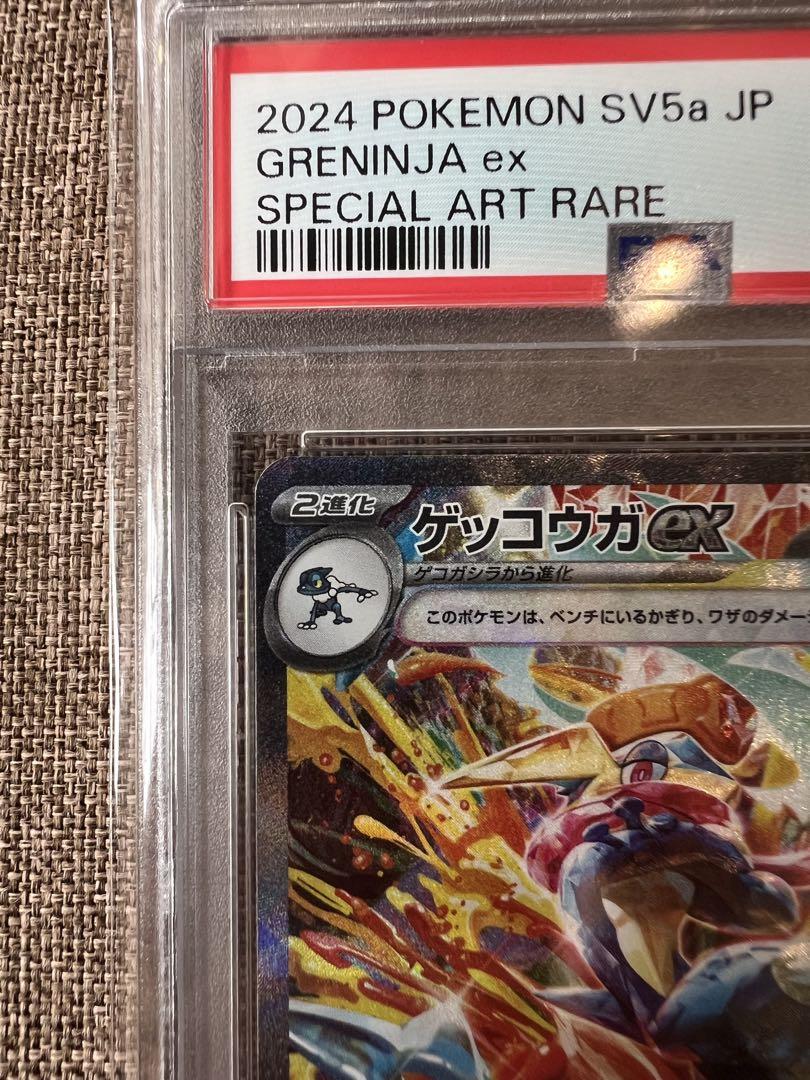 2024 POKEMON SV5a JP
GRENINJA ex
SPECIAL ART RARE
2進化
ゲッコウガex
ゲコガシラから進化
このポケモンは、ベンチにいるかぎり、ワザのダメー